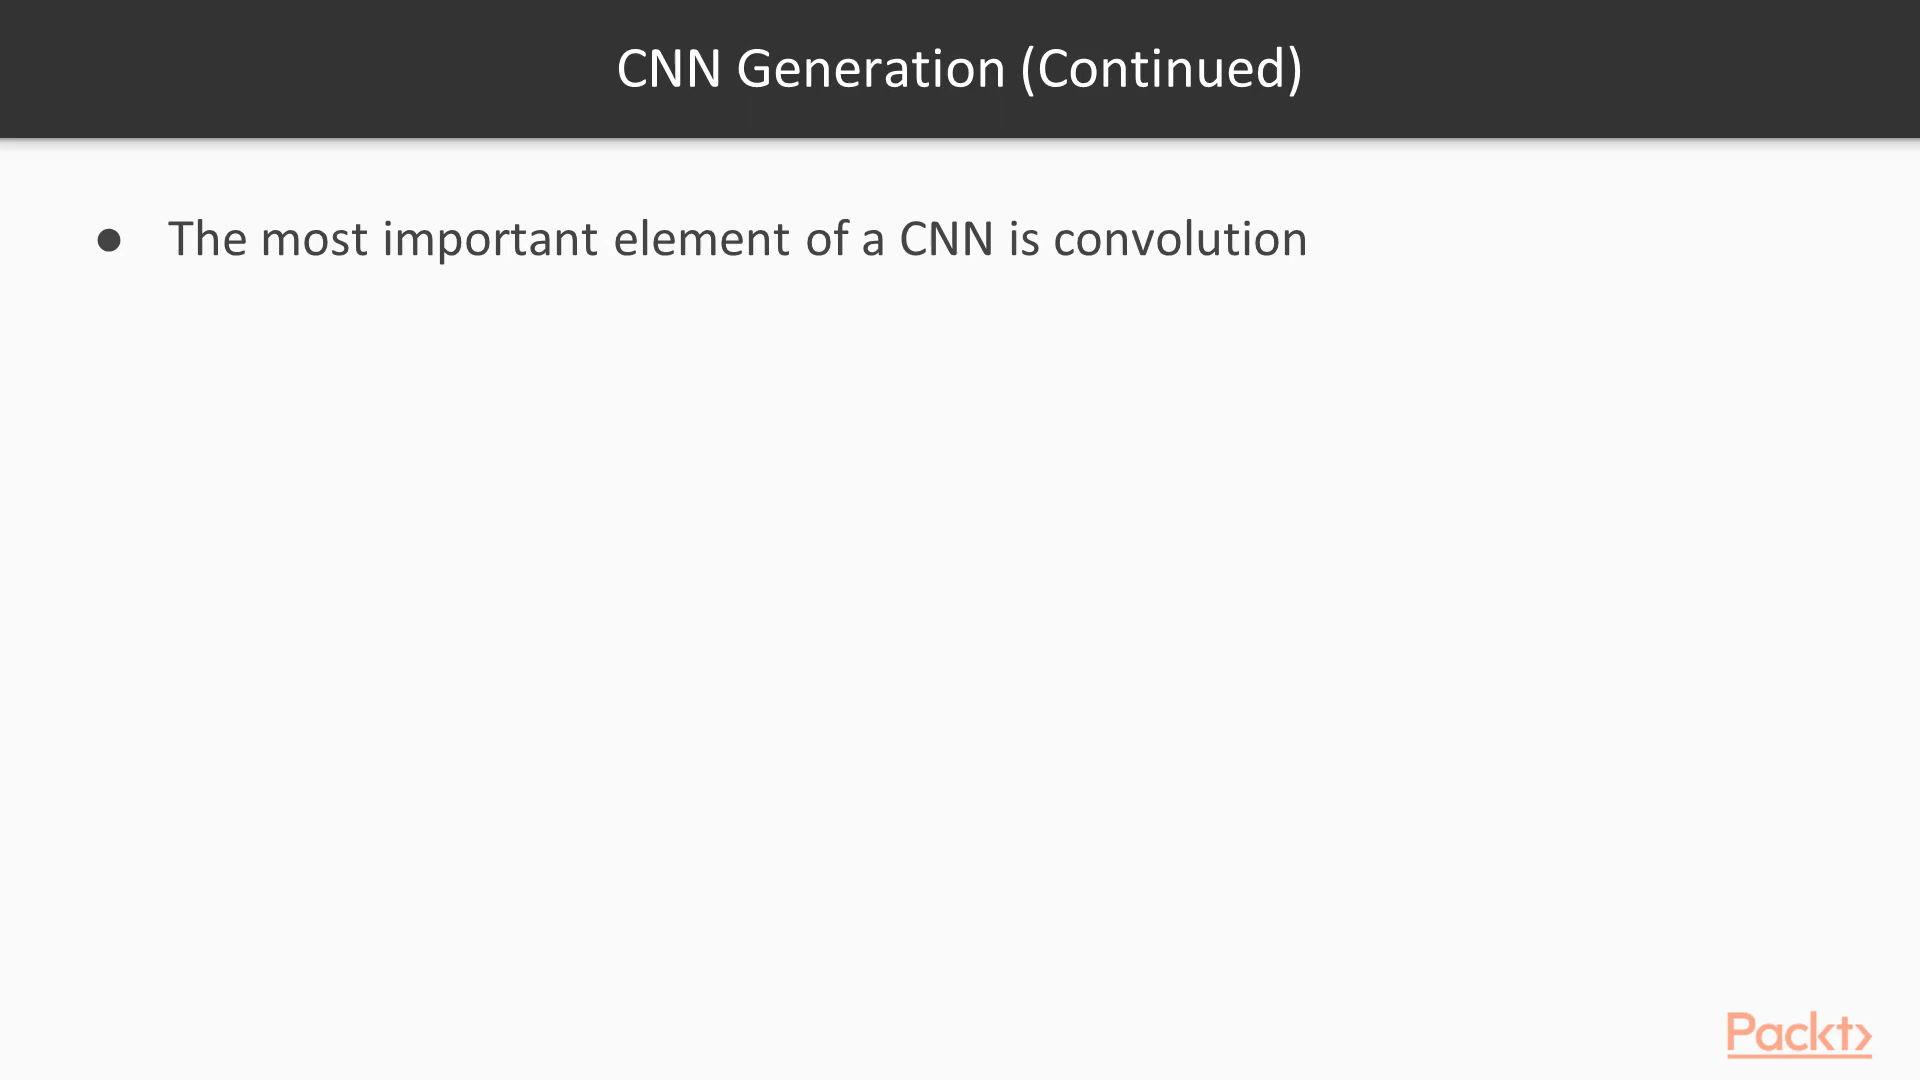 CNN Generation (Continued)
● The most important element of a CNN is convolution
Packt>